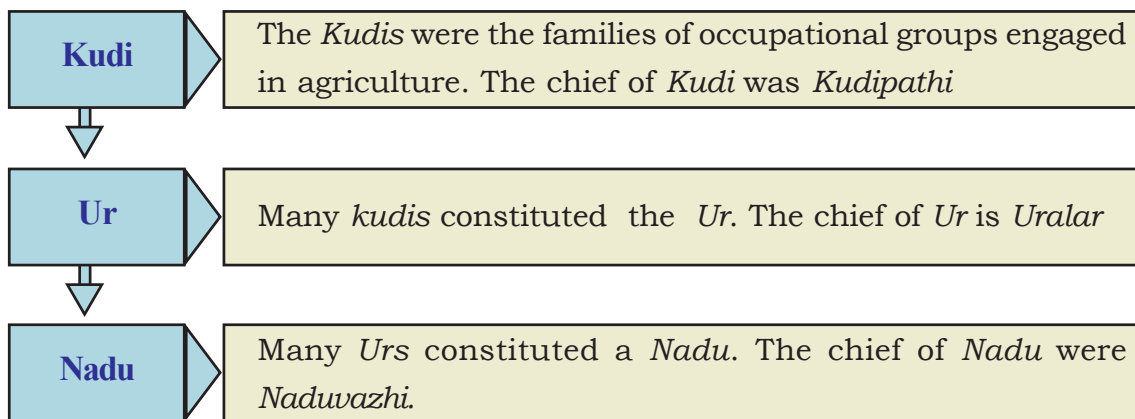 Kudi
The Kudis were the families of occupational groups engaged
in agriculture. The chief of Kudi was Kudipathi
Ur
Many kudis constituted the Ur. The chief of Ur is Uralar
Nadu
Many Urs constituted a Nadu. The chief of Nadu were
Naduvazhi.